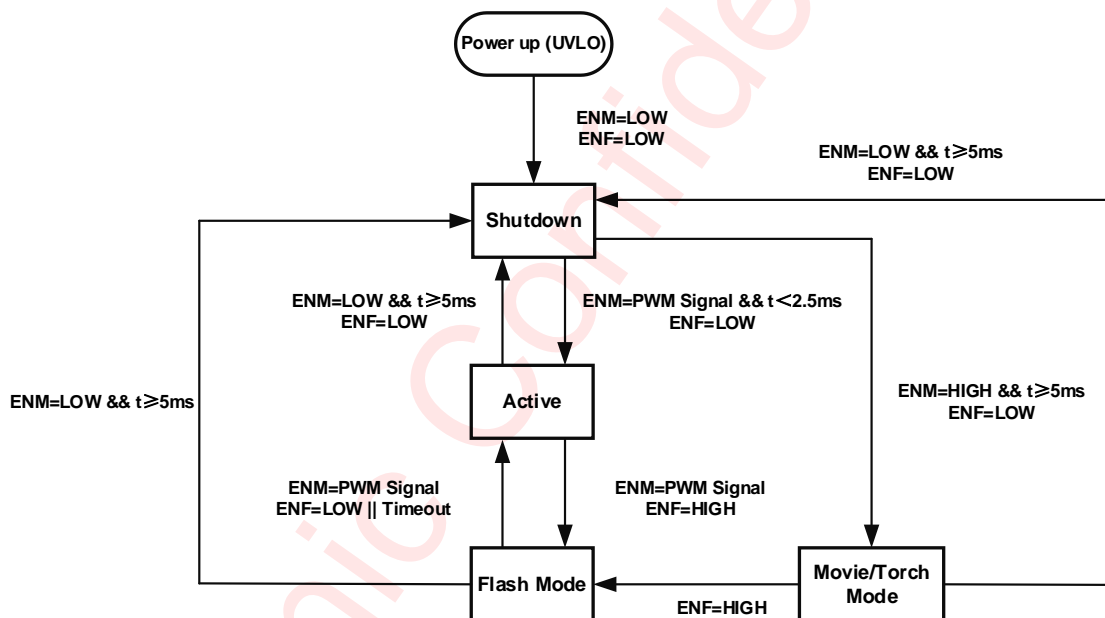 Power up (UVLO)
ENM=LOW
ENF=LOW
ENM=LOW && t≥5ms
ENF=LOW
Shutdown
ENM=LOW && t≥5ms
ENF=LOW
ENM=PWM Signal && t<2.5ms
ENF=LOW
ENM=LOW && t≥5ms
Active
ENM=HIGH && t≥5ms
ENF=LOW
ENM=PWM Signal
ENF=LOW || Timeout
ENM=PWM Signal
ENF=HIGH
Flash Mode
ENF=HIGH
Movie/Torch
Mode
nic Confide